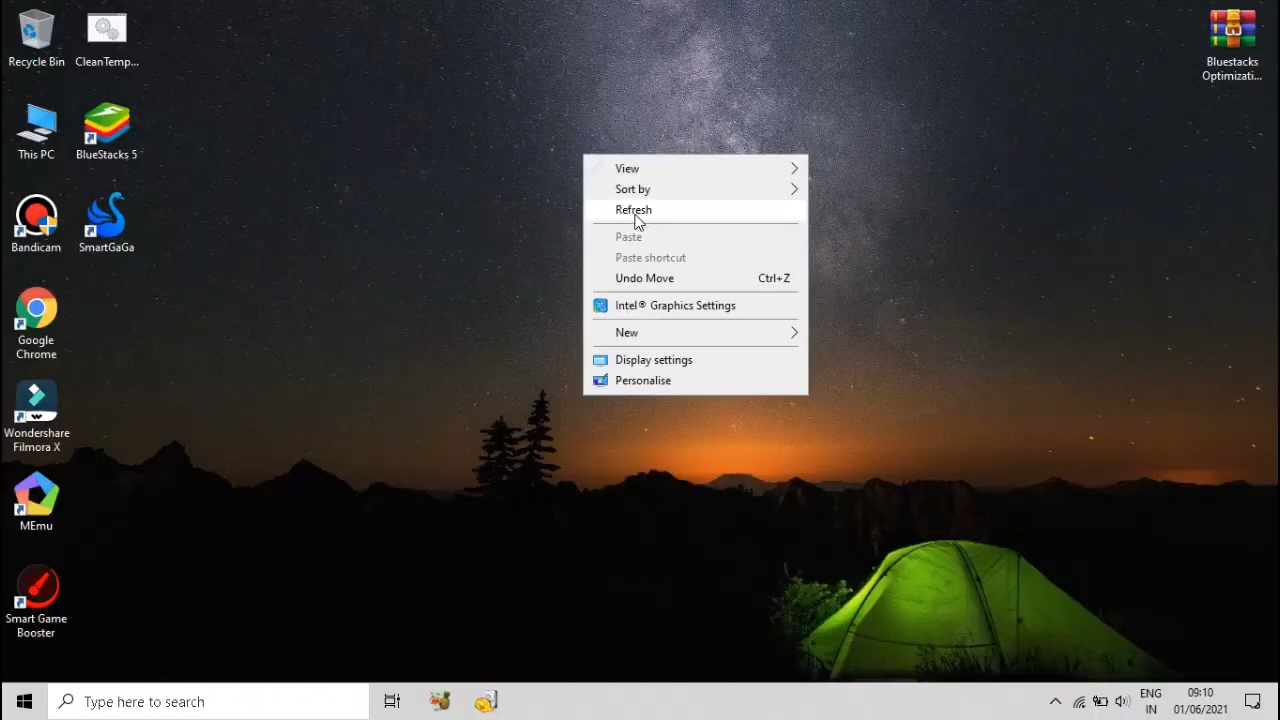 Recycle Bin
CleanTemp...
This PC
BlueStacks 5
Bandicam
SmartGaGa
Google
Chrome
Wondershare
Filmora X
MEmu
Smart Game
Booster
Bluestacks
Optimizati...
View
Sort by
Refresh
Paste
Paste shortcut
Undo Move Ctrl+Z
Intel® Graphics Settings
New
Display settings
Personalise
Type here to search
ENG
IN
09:10
01/06/2021